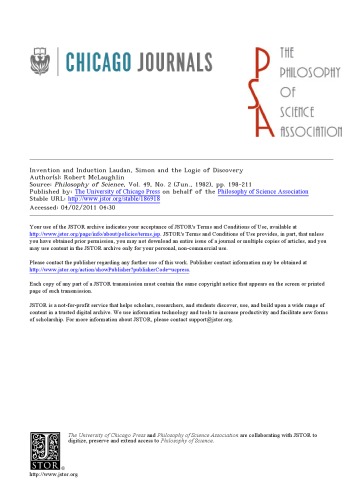 CHICAGO JOURNALS
THE
PHILOSOPHY
OF
SCIENCE
ASSOCIATION
PSA
Invention and Induction Laudan, Simon and the Logic of Discovery
Author(s): Robert McLaughlin
Source: Philosophy of Science, Vol. 49, No. 2 (Jun., 1982), pp. 198-211
Published by: The University of Chicago Press on behalf of the Philosophy of Science Association
Stable URL: http://www.jstor.org/stable/186918
Accessed: 04/02/2011 04:30
Your use of the JSTOR archive indicates your acceptance of JSTOR's Terms and Conditions of Use, available at
http://www.jstor.org/page/info/about/policies/terms.jsp. JSTOR's Terms and Conditions of Use provides, in part, that unless
you have obtained prior permission, you may not download an entire issue of a journal or multiple copies of articles, and you
may use content in the JSTOR archive only for your personal, non-commercial use.
Please contact the publisher regarding any further use of this work. Publisher contact information may be obtained at
http://www.jstor.org/action/showPublisher?publisherCode=ucpress.
Each copy of any part of a JSTOR transmission must contain the same copyright notice that appears on the screen or printed
page of such transmission.
JSTOR is a not-for-profit service that helps scholars, researchers, and students discover, use, and build upon a wide range of
content in a trusted digital archive. We use information technology and tools to increase productivity and facilitate new forms
of scholarship. For more information about JSTOR, please contact support@jstor.org.
The University of Chicago Press and Philosophy of Science Association are collaborating with JSTOR to
digitize, preserve and extend access to Philosophy of Science.
JSTOR
http://www.jstor.org